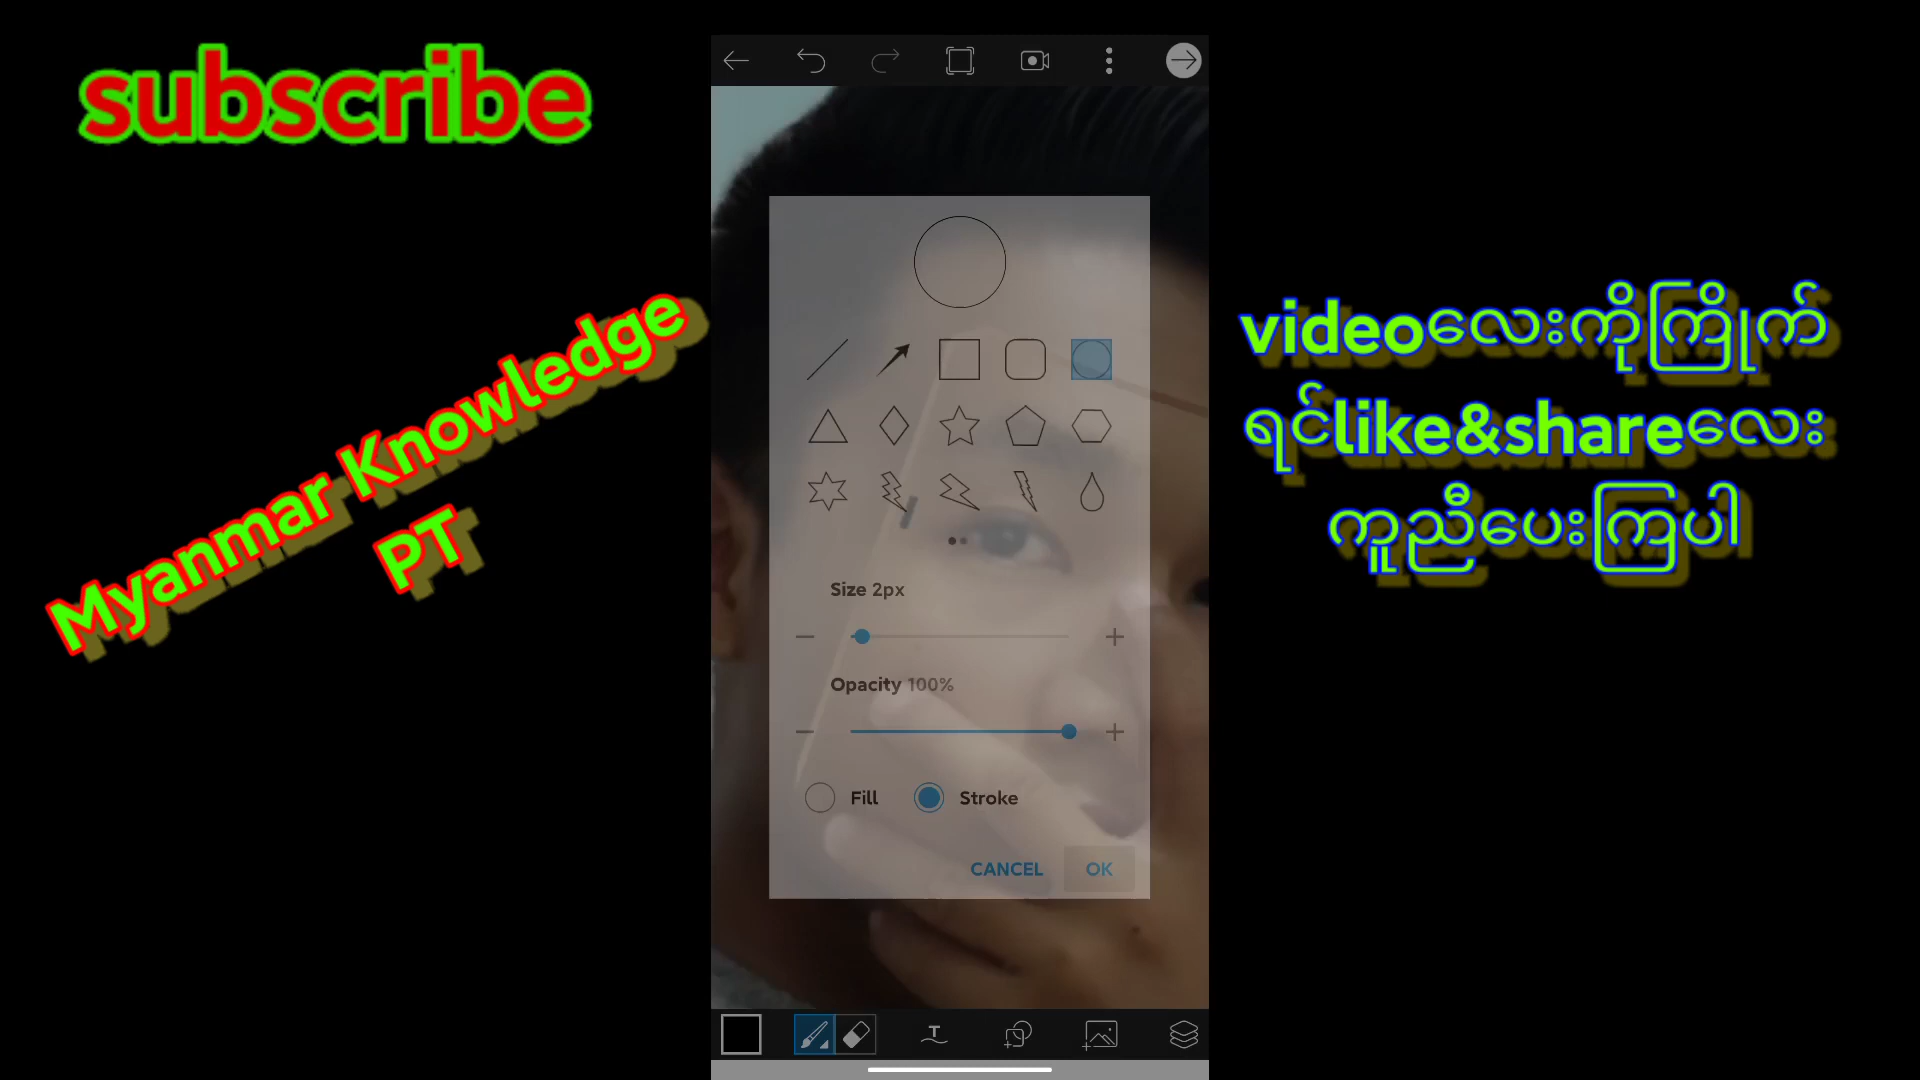 subscribe
Myanmar Knowledge
PT
Size 2px
Opacity 100%
Fill
Stroke
CANCEL
OK
videoလေးကိုကြိုက်
ရင်like&shareလေး
ကူညီပေးကြပါ